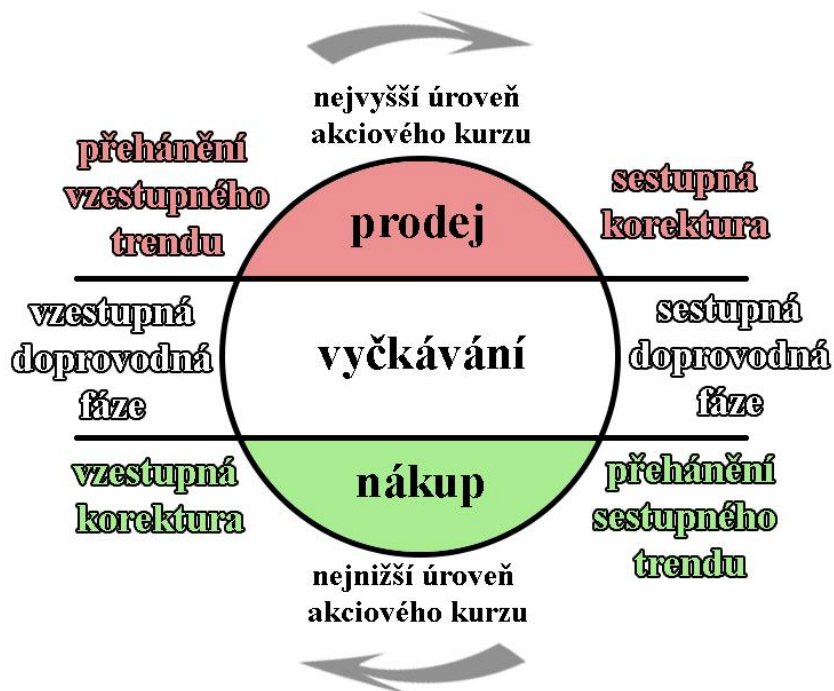 nejvyšší úroveň
akciového kurzu
přehánění
vzestupného
trendu
prodej
sestupná
korektura
vzestupná
doprovodná
fáze
vyčkávání
sestupná
doprovodná
fáze
vzestupná
korektura
nákup
přehánění
sestupného
trendu
nejnižší úroveň
akciového kurzu